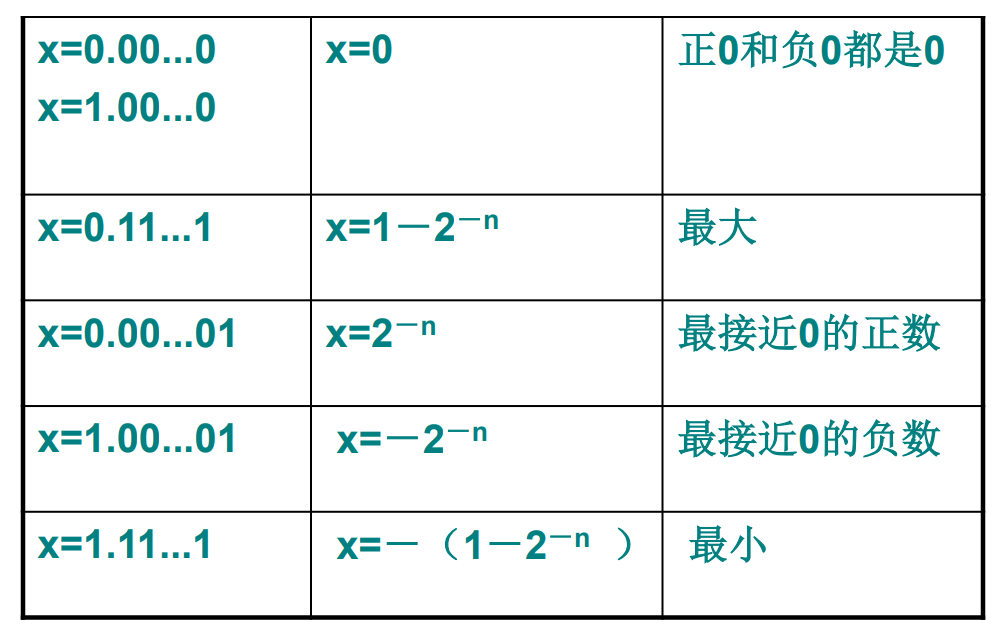 x=0.00...0 x=0 正0和负0都是0
x=1.00...0
x=0.11...1 x=1－2⁻ⁿ 最大
x=0.00...01 x=2⁻ⁿ 最接近0的正数
x=1.00...01 x=－2⁻ⁿ 最接近0的负数
x=1.11...1 x=－（1－2⁻ⁿ ） 最小